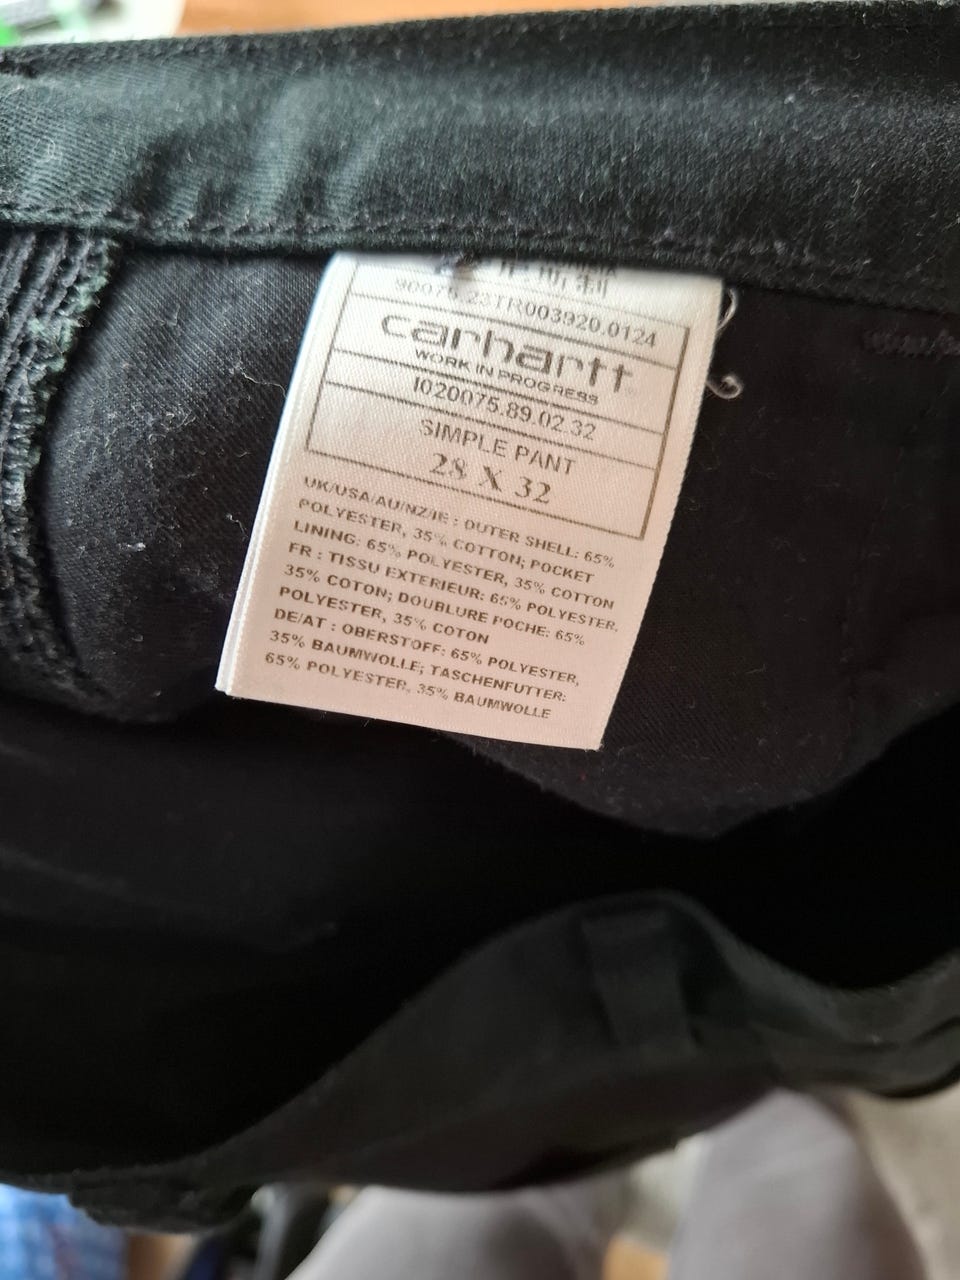 23TR003920.0124
carhartt
WORK IN PROGRESS
I020075.89.02.32
SIMPLE PANT
28 X 32
UK/USA/AU/NZ/IE : OUTER SHELL: 65%
POLYESTER, 35% COTTON; POCKET
LINING: 65% POLYESTER, 35% COTTON
FR : TISSU EXTERIEUR: 65% POLYESTER,
35% COTON; DOUBLURE POCHE: 65%
POLYESTER, 35% COTON
DE/AT : OBERSTOFF: 65% POLYESTER,
35% BAUMWOLLE; TASCHENFUTTER:
65% POLYESTER, 35% BAUMWOLLE